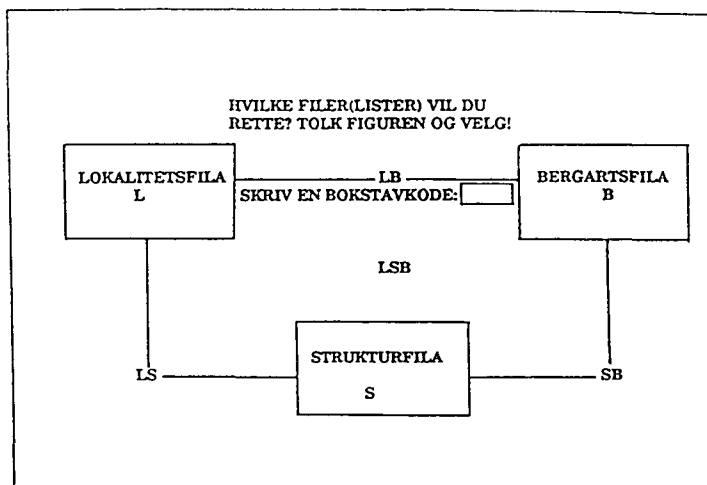 HVILKE FILER(LISTER) VIL DU
RETTE? TOLK FIGUREN OG VELG!
LOKALITETSFILA
L
LB
SKRIV EN BOKSTAVKODE:
BERGARTSFILA
B
LSB
STRUKTURFILA
S
LS
SB